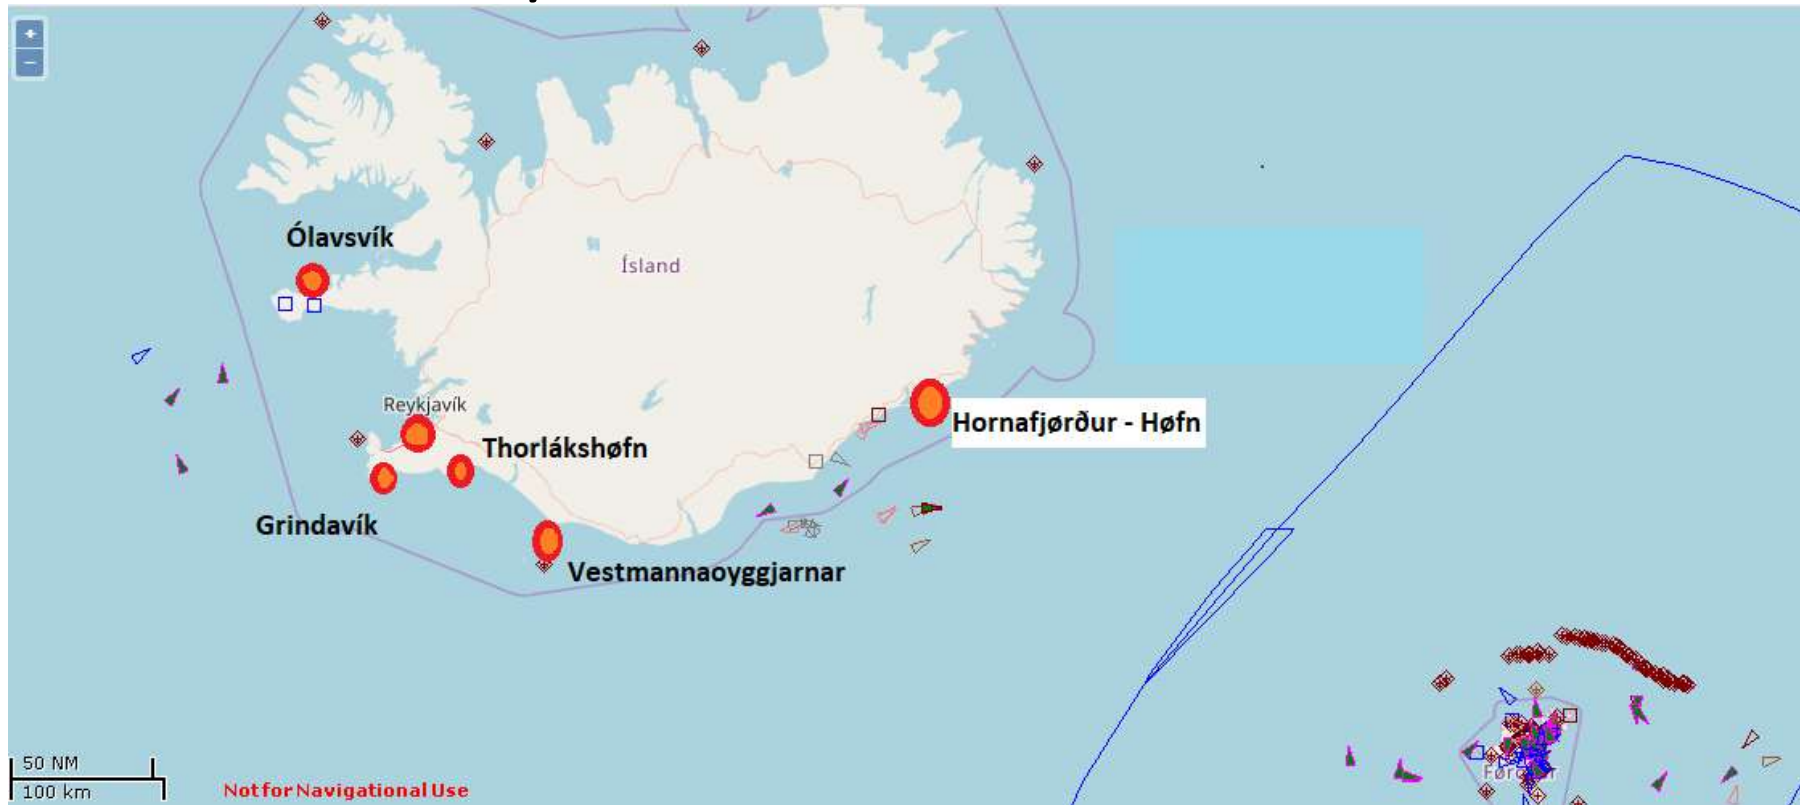 +
−
Ólavsvík
Ísland
Reykjavík
Thorlákshøfn
Hornafjørður - Høfn
Grindavík
Vestmannaoyggjarnar
50 NM
100 km
Not for Navigational Use